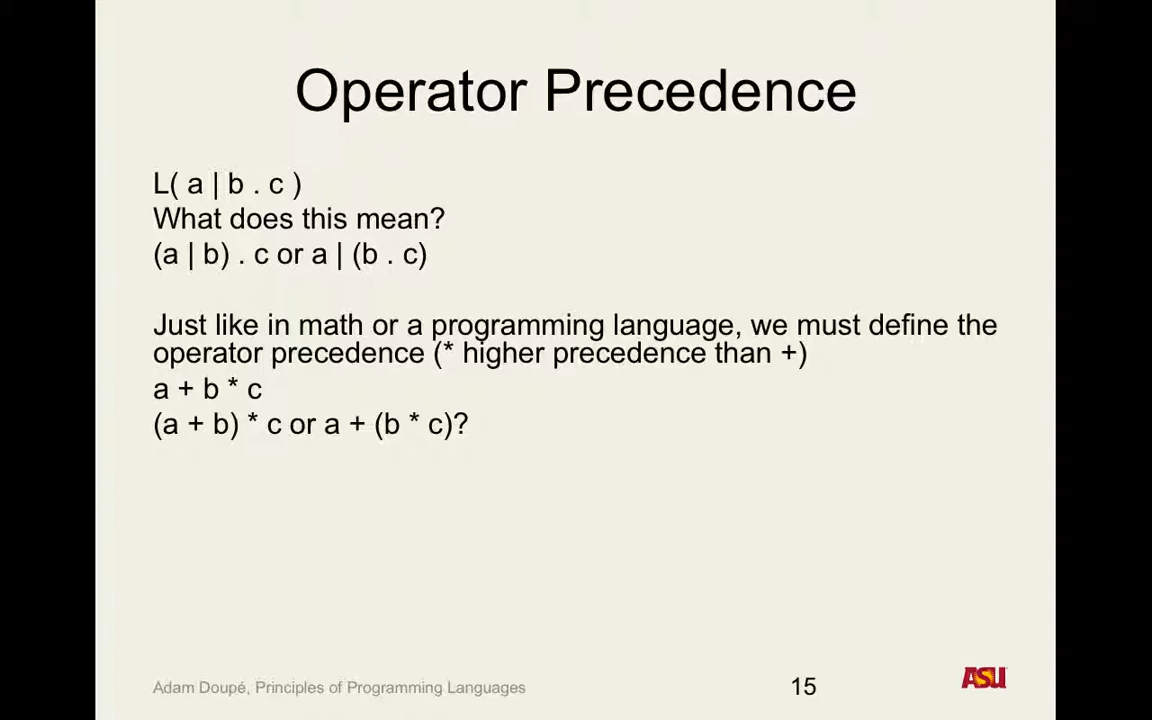 Operator Precedence
L( a | b . c )
What does this mean?
(a | b) . c or a | (b . c)
Just like in math or a programming language, we must define the
operator precedence (* higher precedence than +)
a + b * c
(a + b) * c or a + (b * c)?
Adam Doupé, Principles of Programming Languages
15
ASU